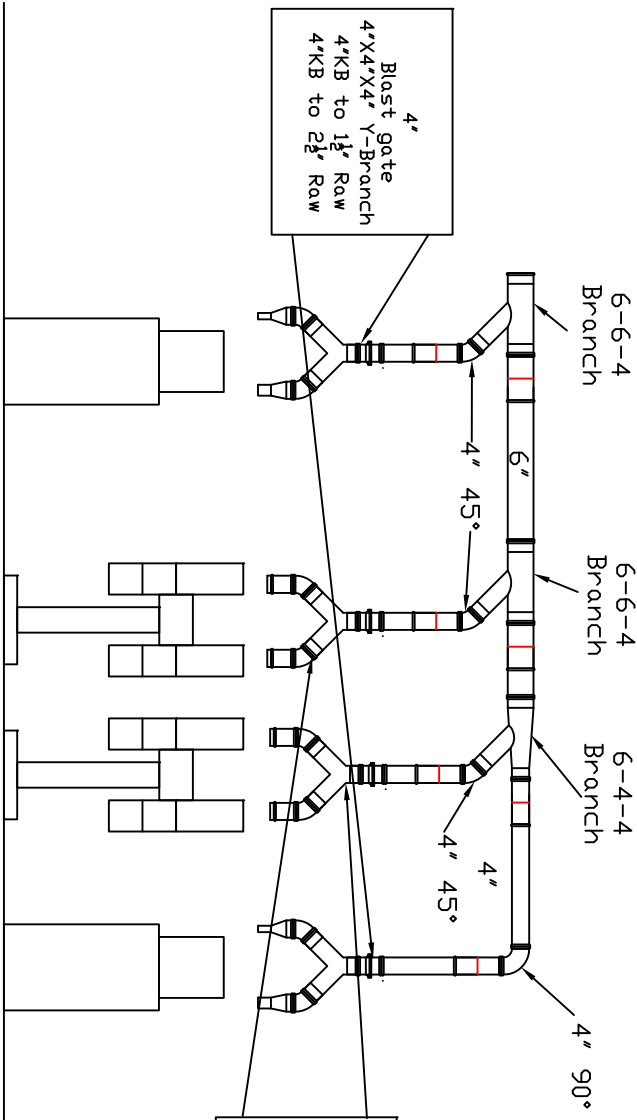 4"
Blast gate
4"X4"X4" Y-Branch
4"KB to 1½" Raw
4"KB to 2½" Raw
6-6-4
Branch
6"
4" 45°
6-6-4
Branch
6-4-4
Branch
4"
4" 45°
4" 90°